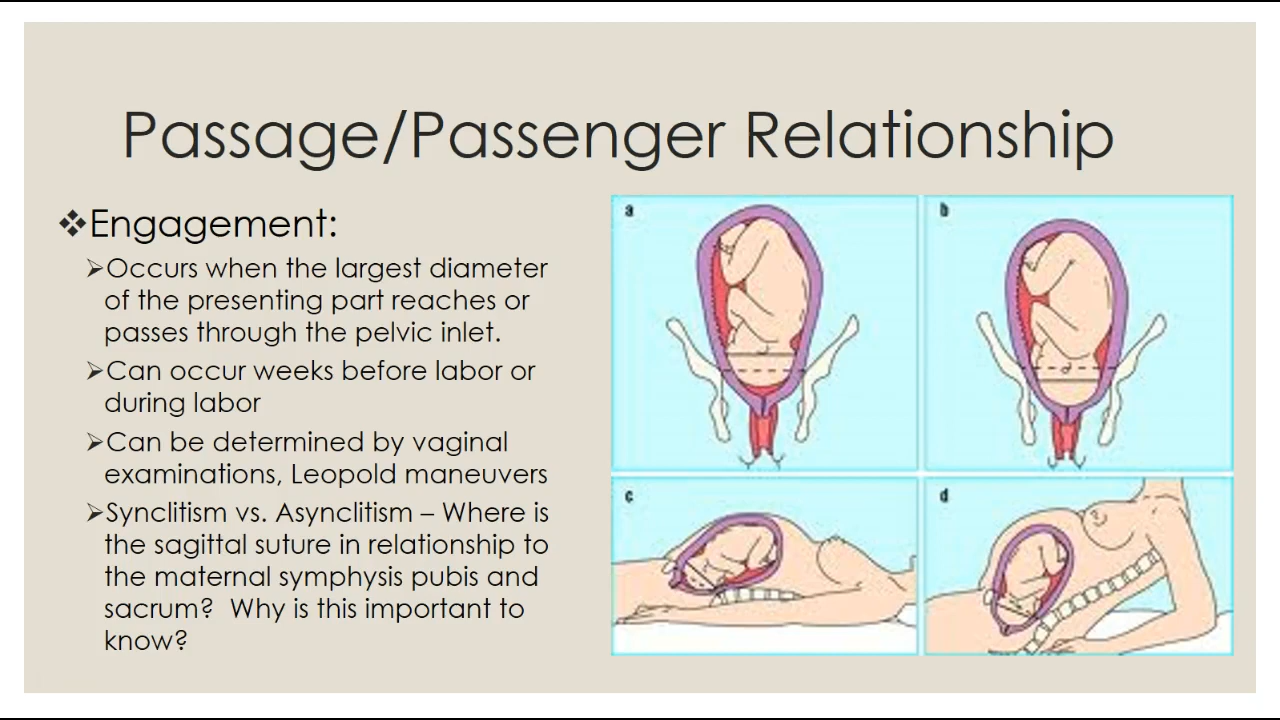 Passage/Passenger Relationship
❖Engagement:
➢Occurs when the largest diameter
of the presenting part reaches or
passes through the pelvic inlet.
➢Can occur weeks before labor or
during labor
➢Can be determined by vaginal
examinations, Leopold maneuvers
➢Synclitism vs. Asynclitism – Where is
the sagittal suture in relationship to
the maternal symphysis pubis and
sacrum?  Why is this important to
know?
a
b
c
d